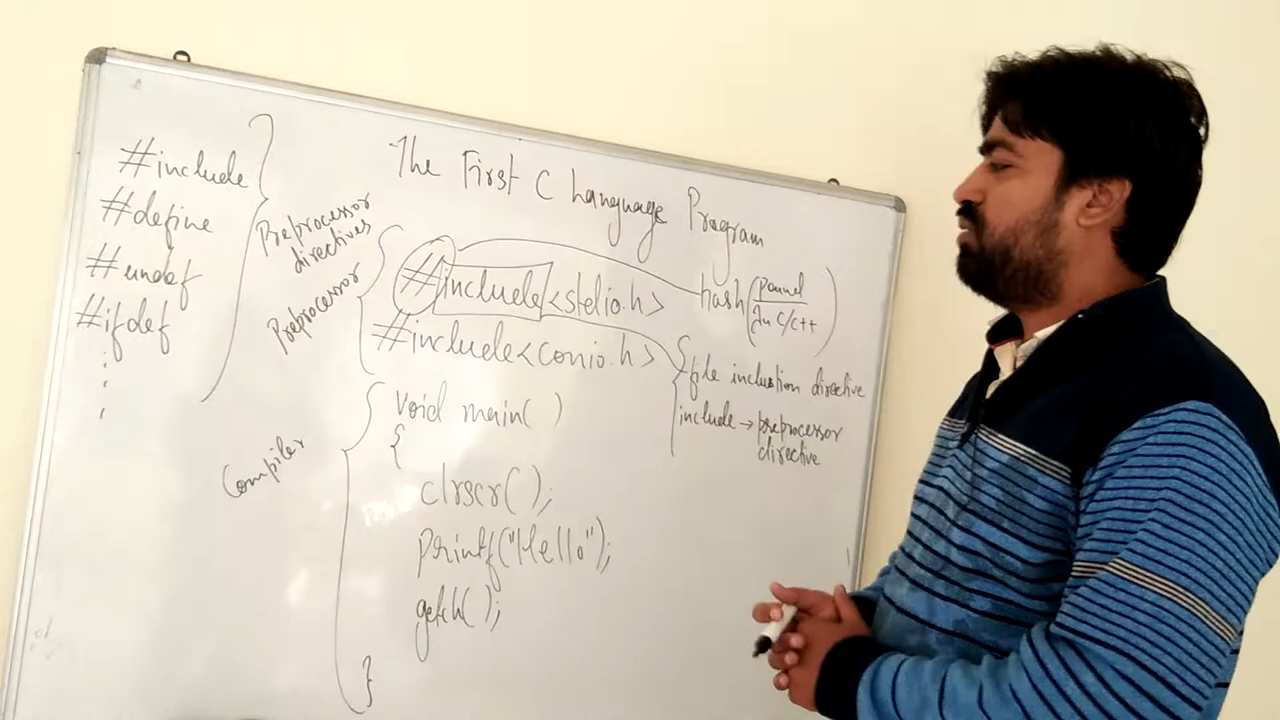 The First C Language Program
#include
#define
#undef
#ifdef
Preprocessor
directives
Preprocessor
#include<stdio.h>
#include<conio.h>
hash
In C/C++
file inclusion directive
include → preprocessor
directive
Compiler
void main( )
{
clrscr( );
printf("Hello");
getch( );
}